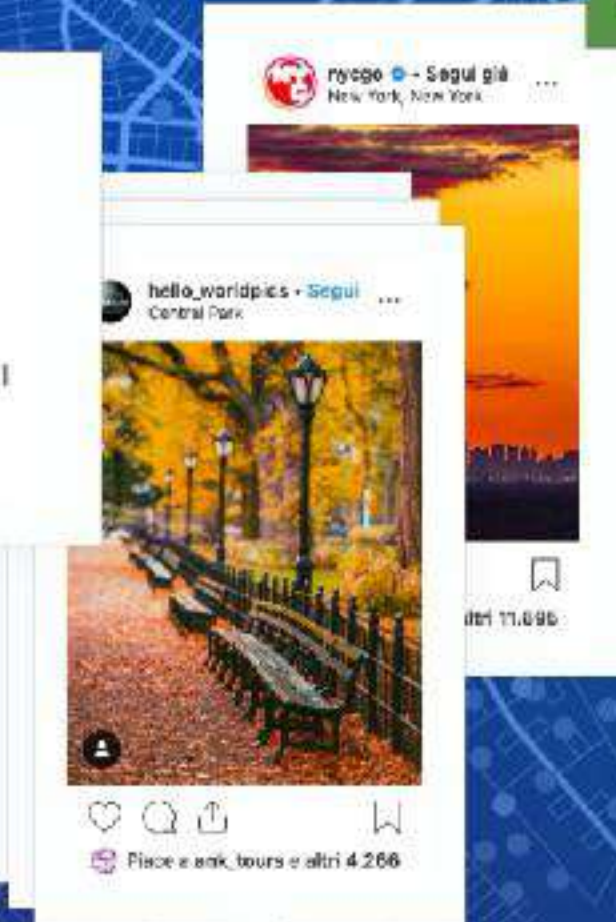 nycgo • Segui già
New York, New York
hello_worldpics • Segui
Central Park
altri 11.695
Piace a ank_tours e altri 4.266